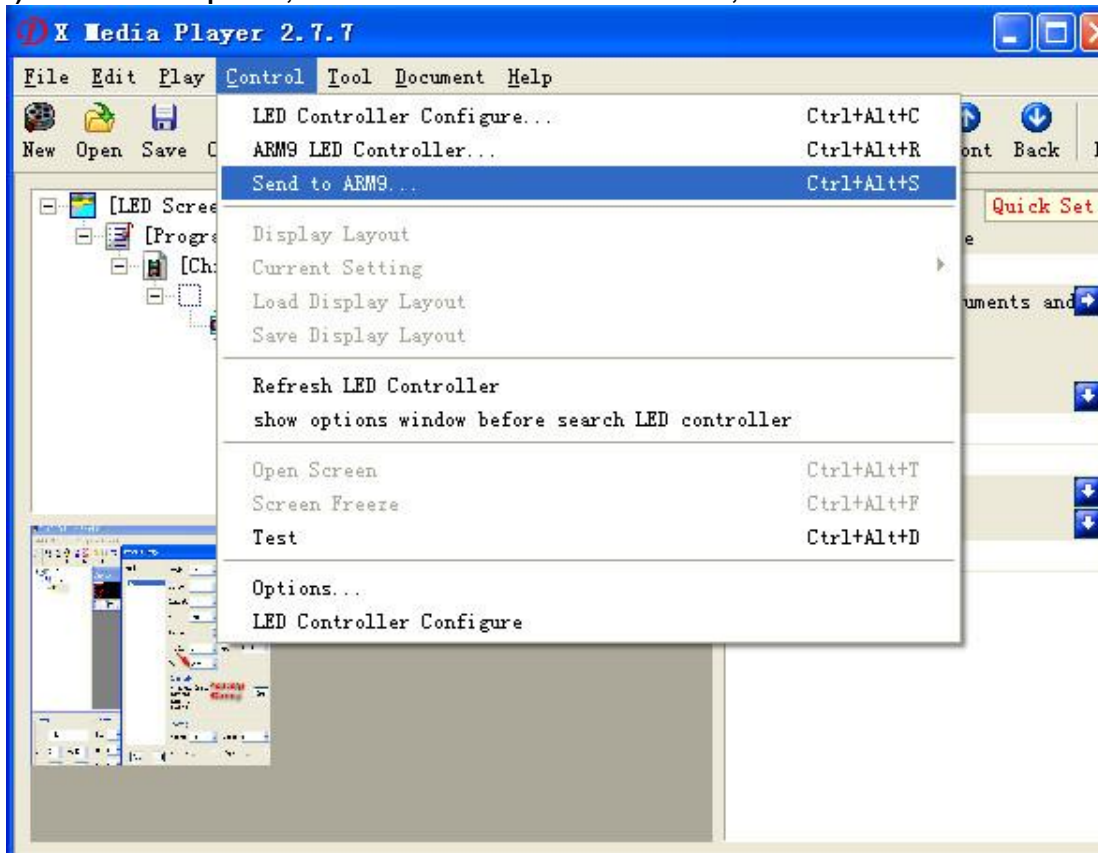 X Media Player 2.7.7
File Edit Play Control Tool Document Help
New Open Save
Back
LED Controller Configure... Ctrl+Alt+C
ARM9 LED Controller... Ctrl+Alt+R
Send to ARM9... Ctrl+Alt+S
Display Layout
Current Setting
Load Display Layout
Save Display Layout
Refresh LED Controller
show options window before search LED controller
Open Screen Ctrl+Alt+T
Screen Freeze Ctrl+Alt+F
Test Ctrl+Alt+D
Options...
LED Controller Configure
[LED Scree
[Progra
[Ch
Quick Set
uments and